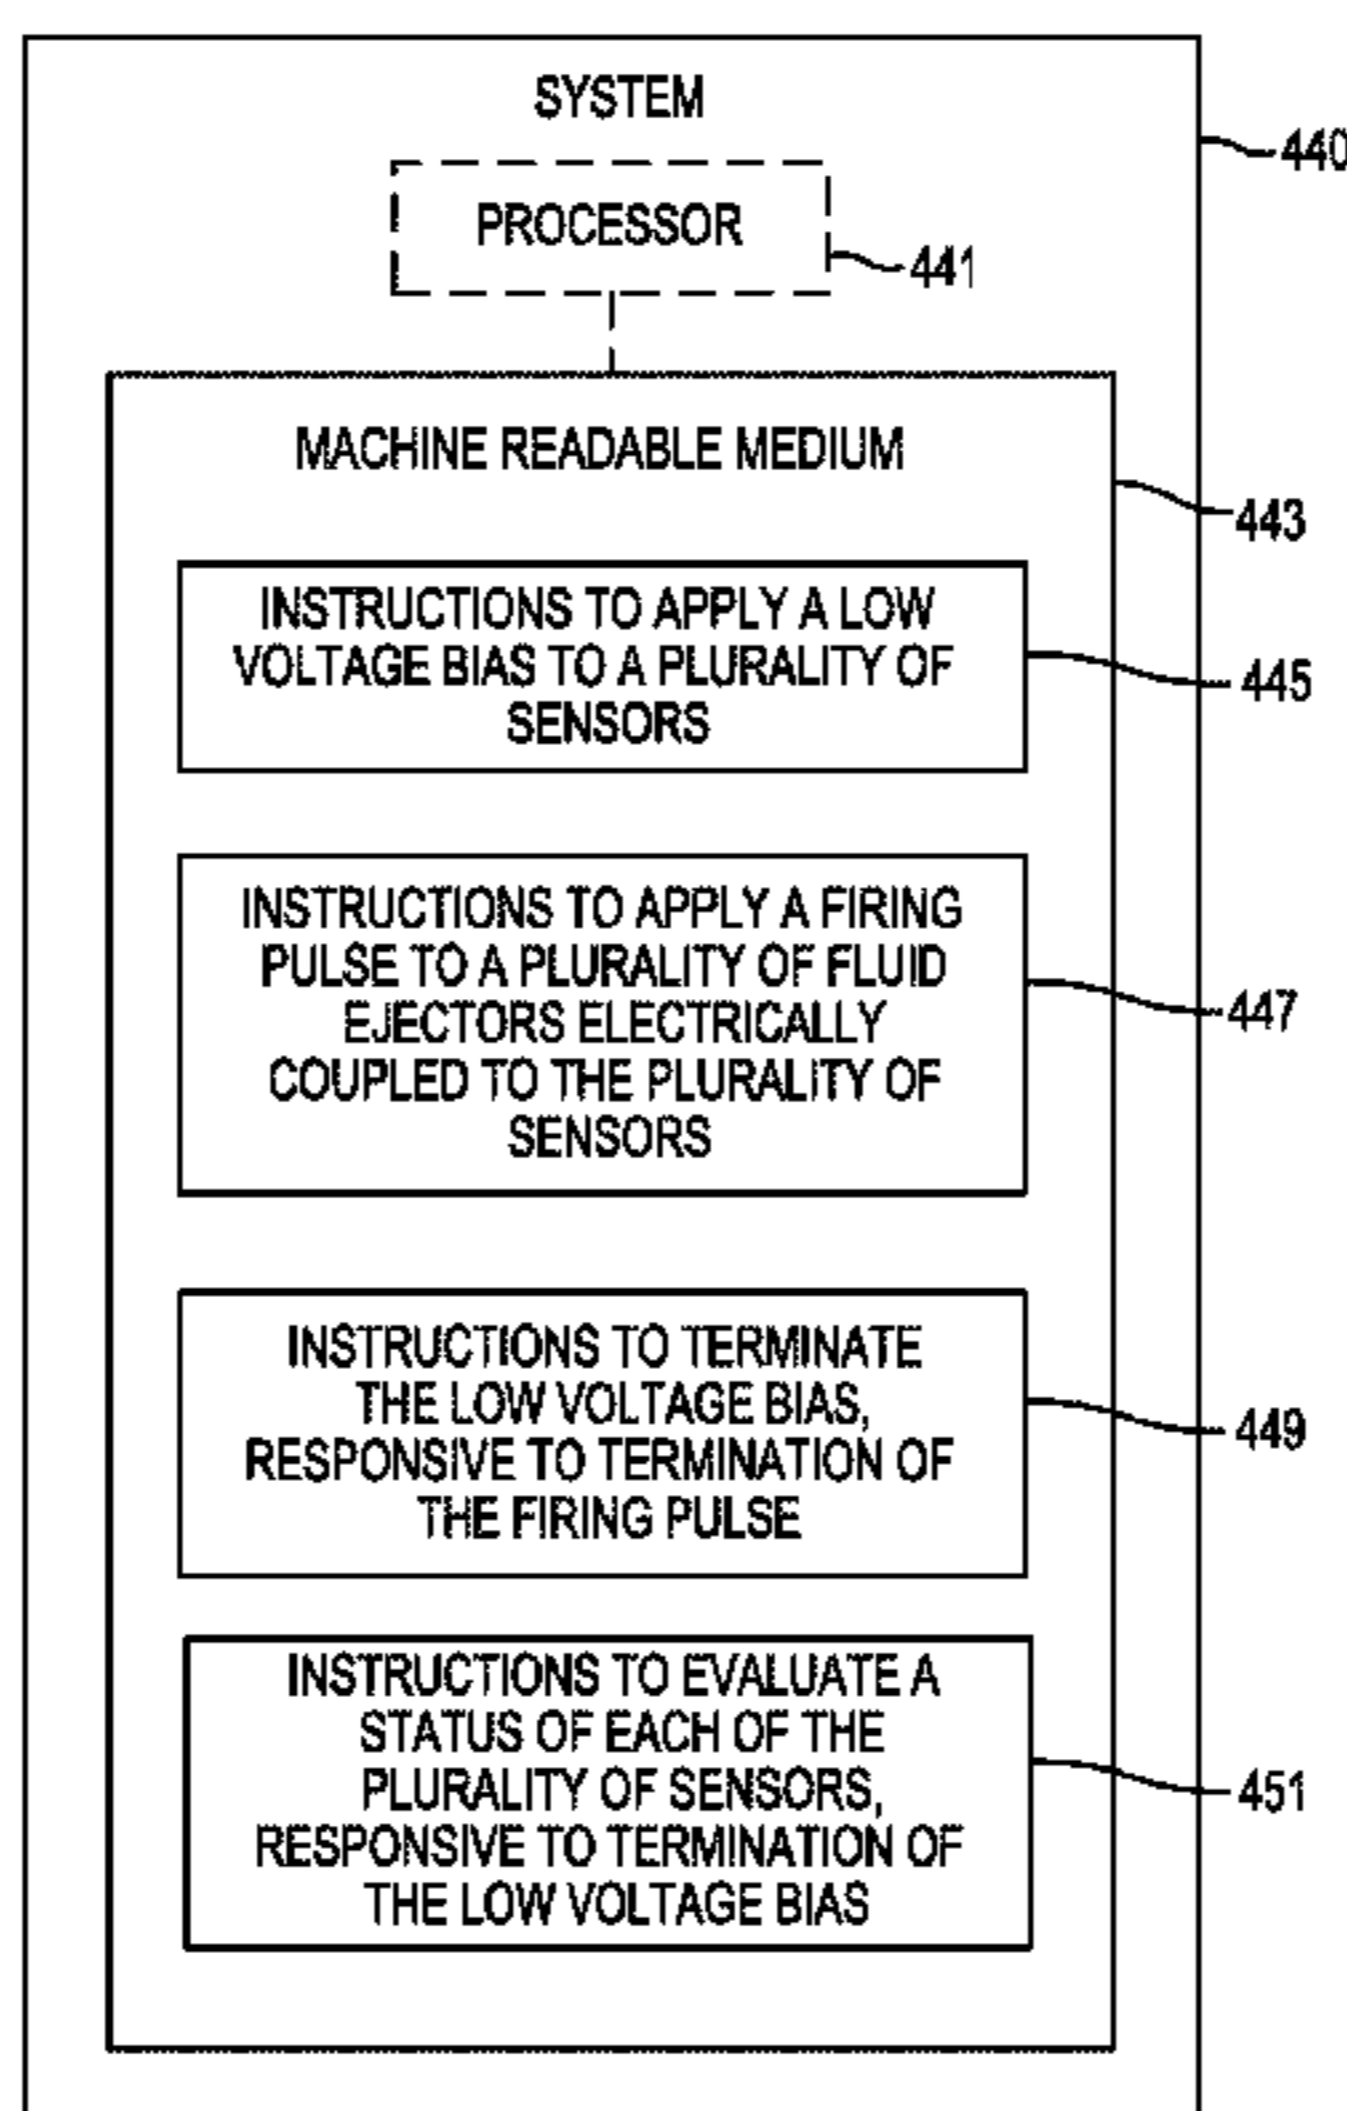 SYSTEM
440
PROCESSOR
441
MACHINE READABLE MEDIUM
443
INSTRUCTIONS TO APPLY A LOW
VOLTAGE BIAS TO A PLURALITY OF
SENSORS
445
INSTRUCTIONS TO APPLY A FIRING
PULSE TO A PLURALITY OF FLUID
EJECTORS ELECTRICALLY
COUPLED TO THE PLURALITY OF
SENSORS
447
INSTRUCTIONS TO TERMINATE
THE LOW VOLTAGE BIAS,
RESPONSIVE TO TERMINATION OF
THE FIRING PULSE
449
INSTRUCTIONS TO EVALUATE A
STATUS OF EACH OF THE
PLURALITY OF SENSORS,
RESPONSIVE TO TERMINATION OF
THE LOW VOLTAGE BIAS
451